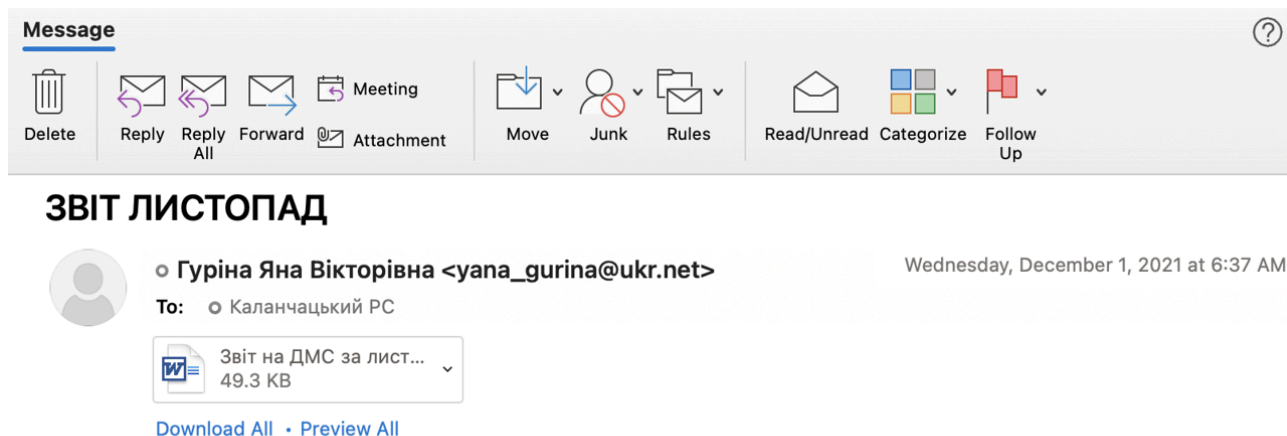 Message
Delete
Reply
Reply All
Forward
Meeting
Attachment
Move
Junk
Rules
Read/Unread
Categorize
Follow Up
ЗВІТ ЛИСТОПАД
Гуріна Яна Вікторівна <yana_gurina@ukr.net>
Wednesday, December 1, 2021 at 6:37 AM
To: Каланчацький РС
Звіт на ДМС за лист...
49.3 KB
Download All • Preview All